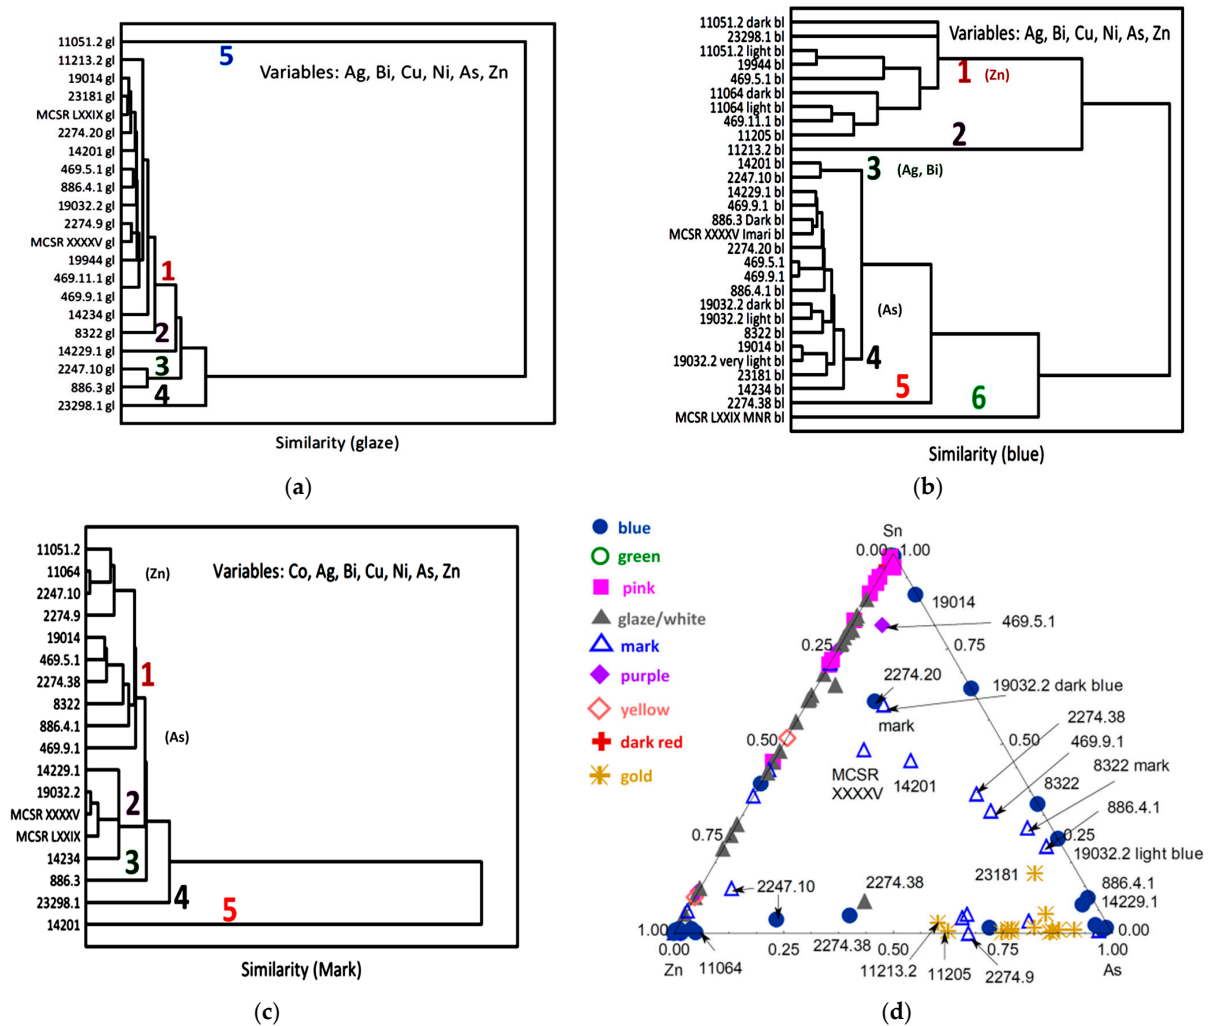 11051.2 gl
11213.2 gl
19014 gl
23181 gl
MCSR LXXIX gl
2274.20 gl
14201 gl
469.5.1 gl
886.4.1 gl
19032.2 gl
2274.9 gl
MCSR XXXXV gl
19944 gl
469.11.1 gl
469.9.1 gl
14234 gl
8322 gl
14229.1 gl
2247.10 gl
886.3 gl
23298.1 gl
5
Variables: Ag, Bi, Cu, Ni, As, Zn
1
2
3
4
Similarity (glaze)
(a)
11051.2 dark bl
23298.1 bl
11051.2 light bl
19944 bl
469.5.1 bl
11064 dark bl
11064 light bl
469.11.1 bl
11205 bl
11213.2 bl
14201 bl
2247.10 bl
14229.1 bl
469.9.1 bl
886.3 Dark bl
MCSR XXXXV Imari bl
2274.20 bl
469.5.1 bl
469.9.1 bl
886.4.1 bl
19032.2 dark bl
19032.2 light bl
8322 bl
19014 bl
19032.2 very light bl
23181 bl
14234 bl
2274.38 bl
MCSR LXXIX MNR bl
Variables: Ag, Bi, Cu, Ni, As, Zn
1 (Zn)
2
3 (Ag, Bi)
(As)
4
5
6
Similarity (blue)
(b)
11051.2
11064
2247.10
2274.9
19014
469.5.1
2274.38
8322
886.4.1
469.9.1
14229.1
19032.2
MCSR XXXXV
MCSR LXXIX
14234
886.3
23298.1
14201
(Zn)
Variables: Co, Ag, Bi, Cu, Ni, As, Zn
1
(As)
2
3
4
5
Similarity (Mark)
(c)
blue
green
pink
glaze/white
mark
purple
yellow
dark red
gold
Sn
0.00 1.00
19014
469.5.1
0.25
0.75
2274.20
19032.2 dark blue
mark
2274.38
0.50
0.50
469.9.1
MCSR
XXXXV
14201
8322
8322 mark
886.4.1
0.75
0.25
19032.2 light blue
23181
2247.10
2274.38
886.4.1
14229.1
1.00
0.00
0.00
0.25
0.50
0.75
1.00
Zn
11064
2274.38
11213.2
11205
2274.9
As
(d)